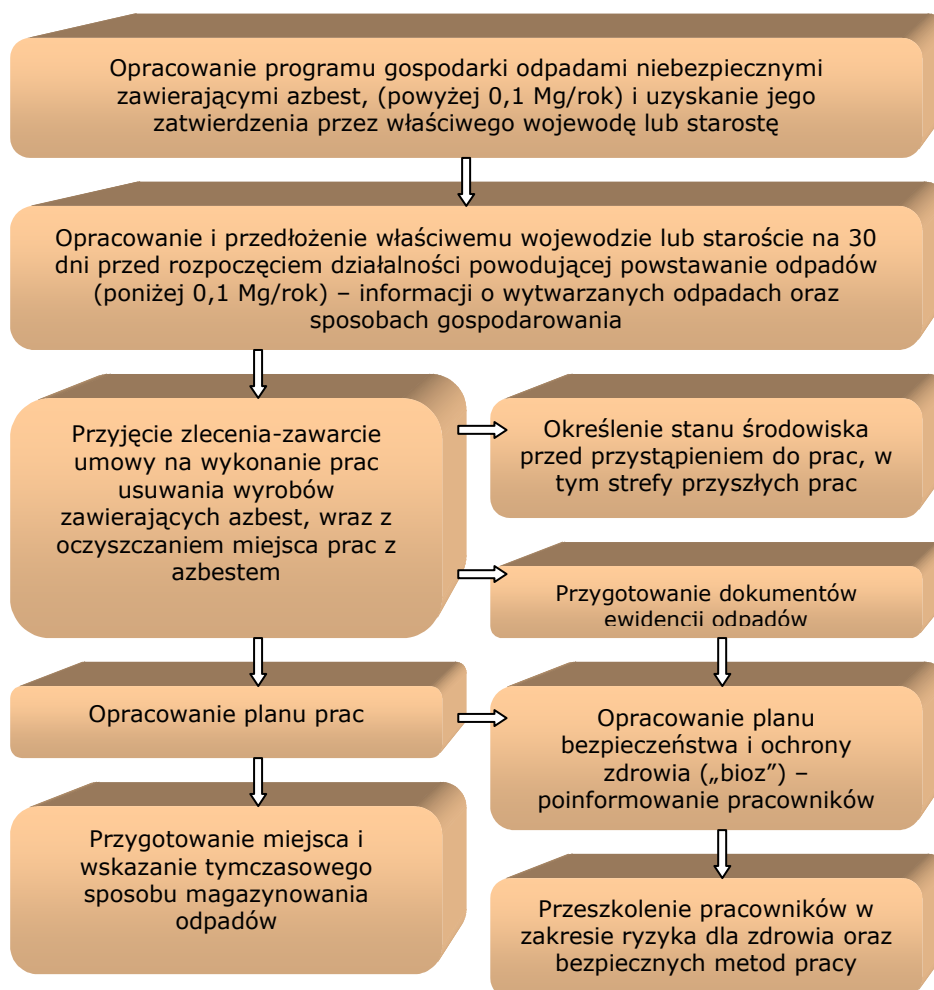 Opracowanie programu gospodarki odpadami niebezpiecznymi
zawierającymi azbest, (powyżej 0,1 Mg/rok) i uzyskanie jego
zatwierdzenia przez właściwego wojewodę lub starostę
Opracowanie i przedłożenie właściwemu wojewodzie lub staroście na 30
dni przed rozpoczęciem działalności powodującej powstawanie odpadów
(poniżej 0,1 Mg/rok) – informacji o wytwarzanych odpadach oraz
sposobach gospodarowania
Przyjęcie zlecenia-zawarcie
umowy na wykonanie prac
usuwania wyrobów
zawierających azbest, wraz z
oczyszczaniem miejsca prac z
azbestem
Określenie stanu środowiska
przed przystąpieniem do prac, w
tym strefy przyszłych prac
Przygotowanie dokumentów
ewidencji odpadów
Opracowanie planu prac
Opracowanie planu
bezpieczeństwa i ochrony
zdrowia („bioz”) –
poinformowanie pracowników
Przygotowanie miejsca i
wskazanie tymczasowego
sposobu magazynowania
odpadów
Przeszkolenie pracowników w
zakresie ryzyka dla zdrowia oraz
bezpiecznych metod pracy